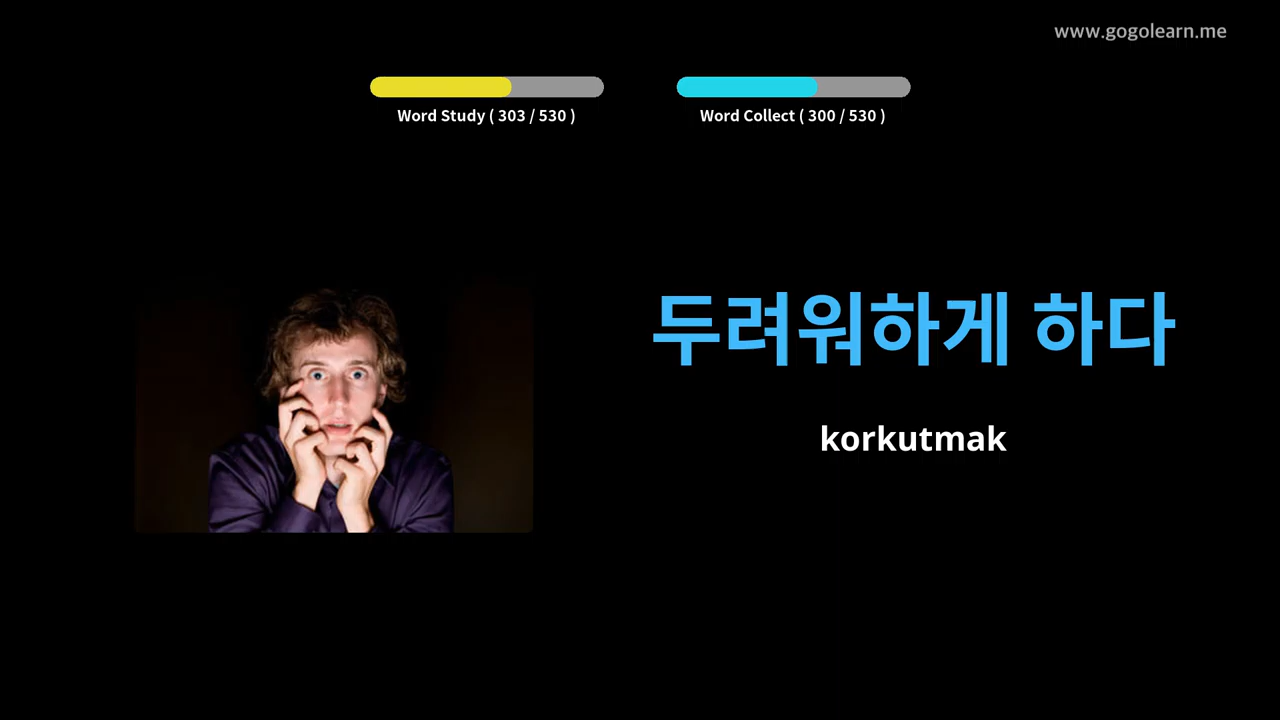 www.gogolearn.me
Word Study ( 303 / 530 )
Word Collect ( 300 / 530 )
두려워하게 하다
korkutmak